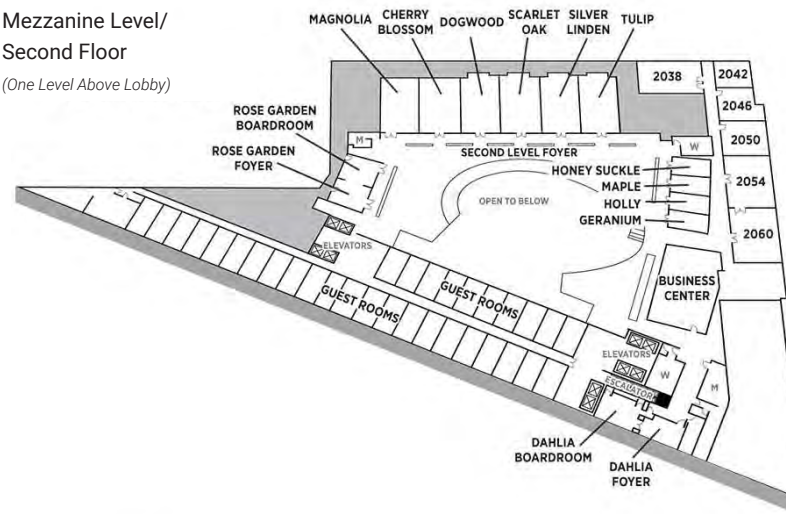 Mezzanine Level/
Second Floor
(One Level Above Lobby)
MAGNOLIA
CHERRY
BLOSSOM
DOGWOOD
SCARLET
OAK
SILVER
LINDEN
TULIP
2038
2042
2046
2050
2054
2060
ROSE GARDEN
BOARDROOM
ROSE GARDEN
FOYER
M
W
SECOND LEVEL FOYER
HONEY SUCKLE
MAPLE
HOLLY
GERANIUM
OPEN TO BELOW
ELEVATORS
GUEST ROOMS
GUEST ROOMS
BUSINESS
CENTER
ELEVATORS
W
M
ESCALATOR
DAHLIA
BOARDROOM
DAHLIA
FOYER